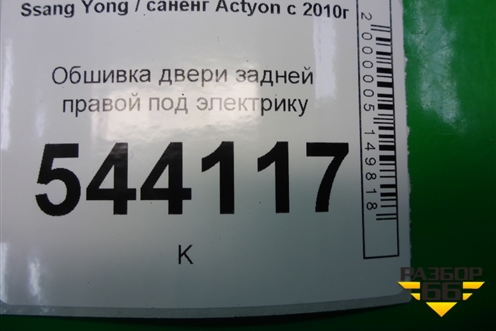 Ssang Yong / саненг Actyon с 2010г
Обшивка двери задней
правой под электрику
544117
К
2000005149818
РАЗБОР
66